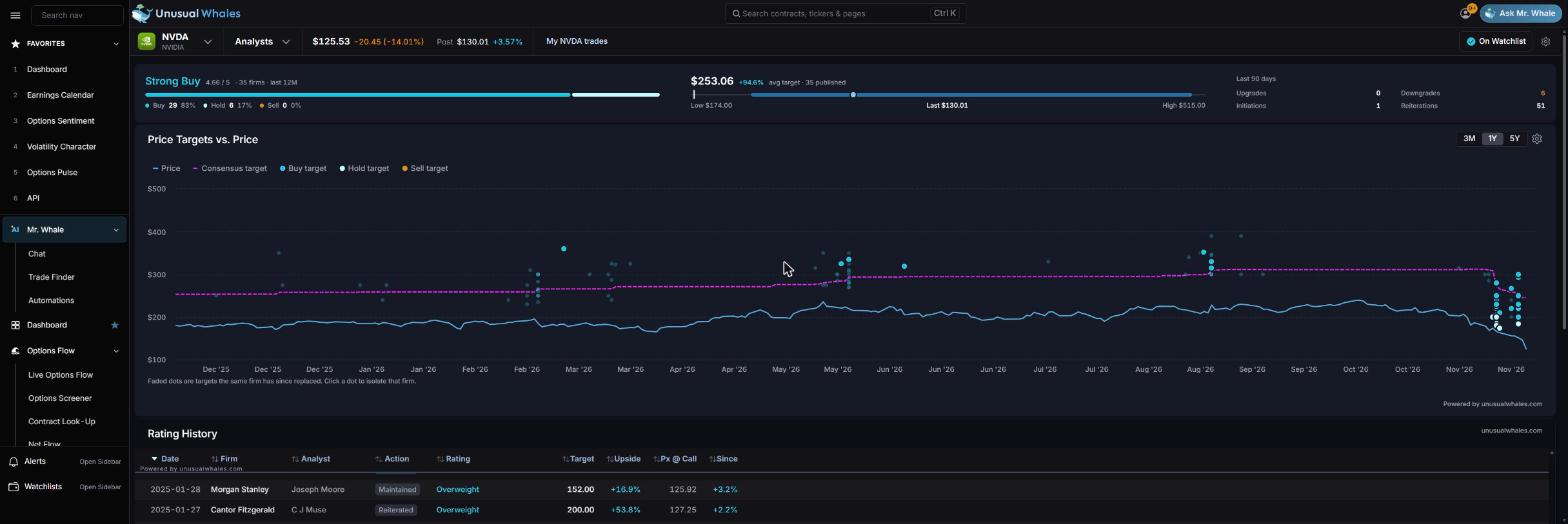 Search nav
Unusual Whales
Search contracts, tickers & pages Ctrl K
9+
Ask Mr. Whale
FAVORITES
1 Dashboard
2 Earnings Calendar
3 Options Sentiment
4 Volatility Character
5 Options Pulse
6 API
AI Mr. Whale
Chat
Trade Finder
Automations
Dashboard
Options Flow
Live Options Flow
Options Screener
Contract Look-Up
Net Flow
Alerts Open Sidebar
Watchlists Open Sidebar
NVDA
NVIDIA
Analysts
$125.53 -20.45 (-14.01%) Post $130.01 +3.57%
My NVDA trades
On Watchlist
Strong Buy 4.66 / 5 · 35 firms · last 12M
Buy 29 83% Hold 6 17% Sell 0 0%
$253.06 +94.6% avg target · 35 published
Low $174.00 Last $130.01 High $515.00
Last 90 days
Upgrades 0 Downgrades 6
Initiations 1 Reiterations 51
Price Targets vs. Price
3M 1Y 5Y
Price Consensus target Buy target Hold target Sell target
$500
$400
$300
$200
$100
Dec '25 Dec '25 Dec '25 Jan '26 Jan '26 Feb '26 Feb '26 Mar '26 Mar '26 Apr '26 Apr '26 May '26 May '26 Jun '26 Jun '26 Jun '26 Jul '26 Jul '26 Aug '26 Aug '26 Sep '26 Sep '26 Oct '26 Oct '26 Nov '26 Nov '26
Faded dots are targets the same firm has since replaced. Click a dot to isolate that firm.
Powered by unusualwhales.com
Rating History
unusualwhales.com
Date Firm Analyst Action Rating Target Upside Px @ Call Since
Powered by unusualwhales.com
2025-01-28 Morgan Stanley Joseph Moore Maintained Overweight 152.00 +16.9% 125.92 +3.2%
2025-01-27 Cantor Fitzgerald C J Muse Reiterated Overweight 200.00 +53.8% 127.25 +2.2%